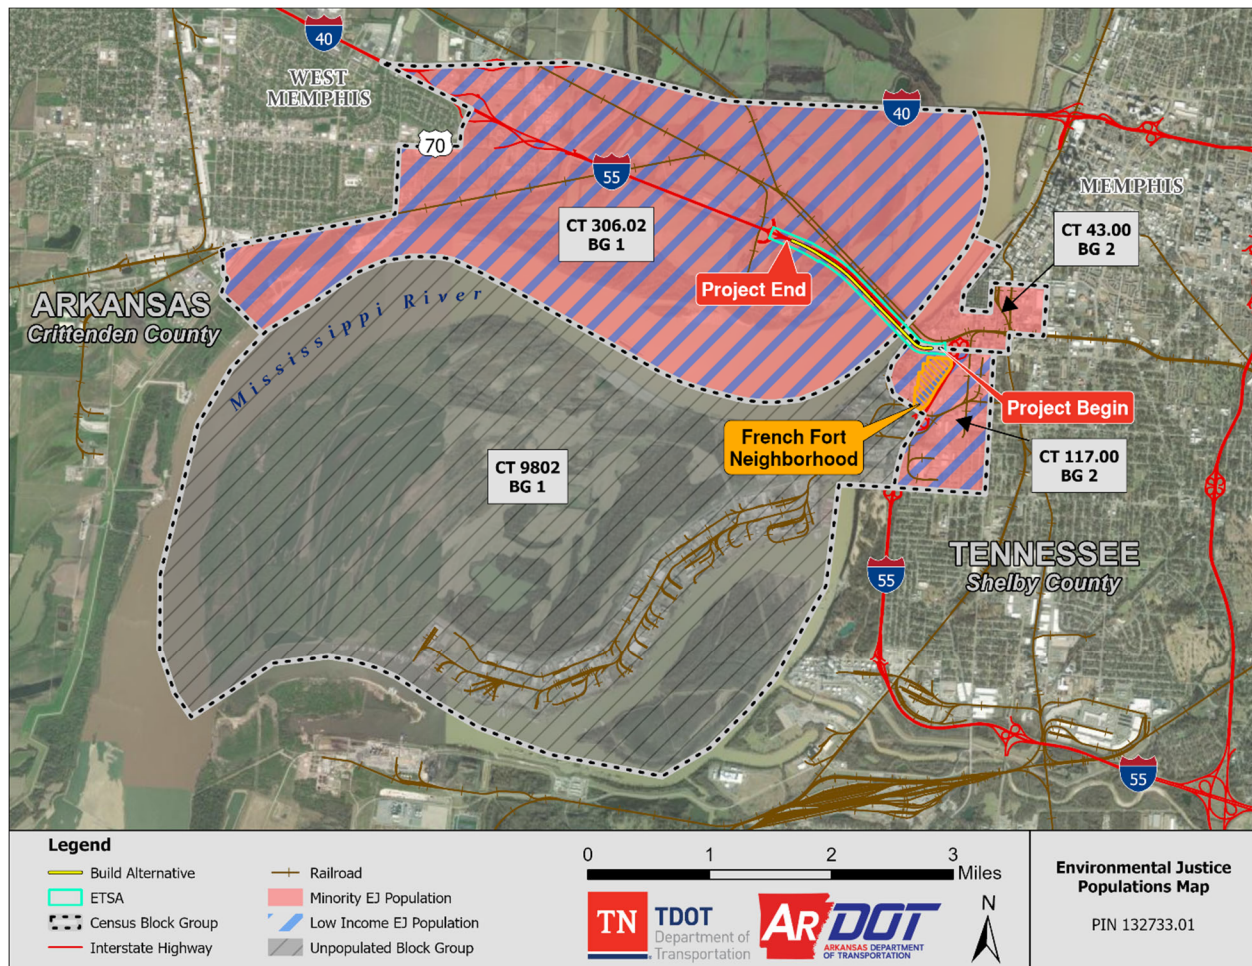 40
WEST
MEMPHIS
70
55
40
MEMPHIS
CT 306.02
BG 1
CT 43.00
BG 2
Project End
ARKANSAS
Crittenden County
Mississippi River
Project Begin
French Fort
Neighborhood
CT 117.00
BG 2
CT 9802
BG 1
TENNESSEE
Shelby County
55
55
Legend
Build Alternative
ETSA
Census Block Group
Interstate Highway
Railroad
Minority EJ Population
Low Income EJ Population
Unpopulated Block Group
0 1 2 3
Miles
TN
TDOT
Department of
Transportation
ARDOT
ARKANSAS DEPARTMENT
OF TRANSPORTATION
N
Environmental Justice
Populations Map
PIN 132733.01